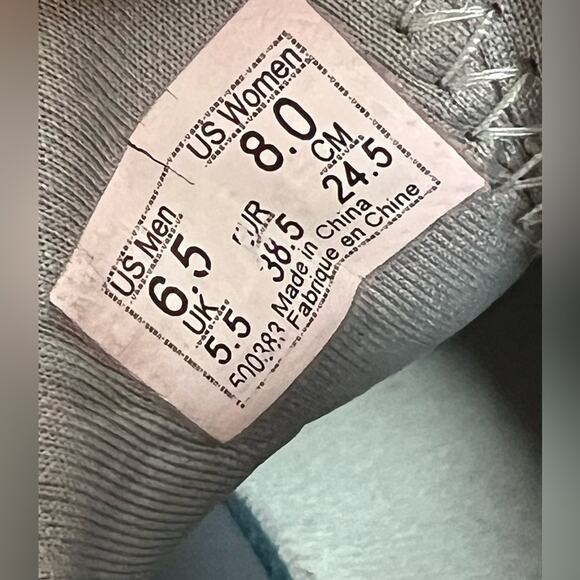 US Men
US Women
6.5
8.0
UK
EUR
CM
5.5
38.5
24.5
500383 Made in China
Fabriqué en Chine